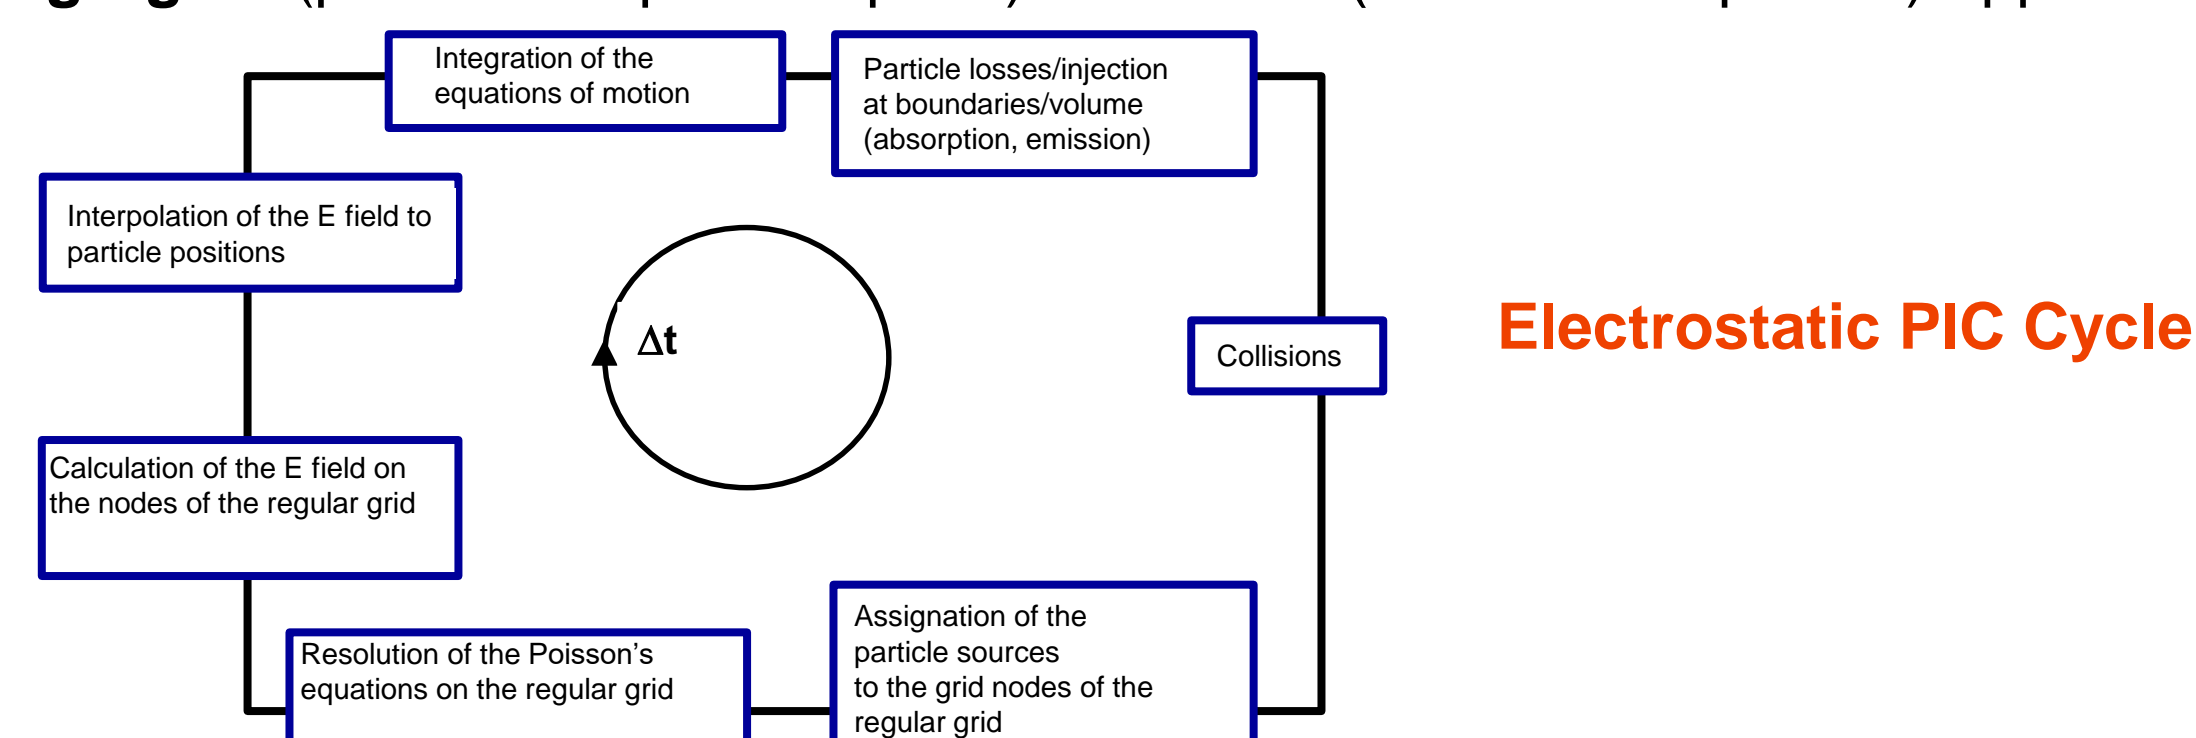 Integration of the
equations of motion
Particle losses/injection
at boundaries/volume
(absorption, emission)
Interpolation of the E field to
particle positions
Δt
Collisions
Electrostatic PIC Cycle
Calculation of the E field on
the nodes of the regular grid
Resolution of the Poisson's
equations on the regular grid
Assignation of the
particle sources
to the grid nodes of the
regular grid